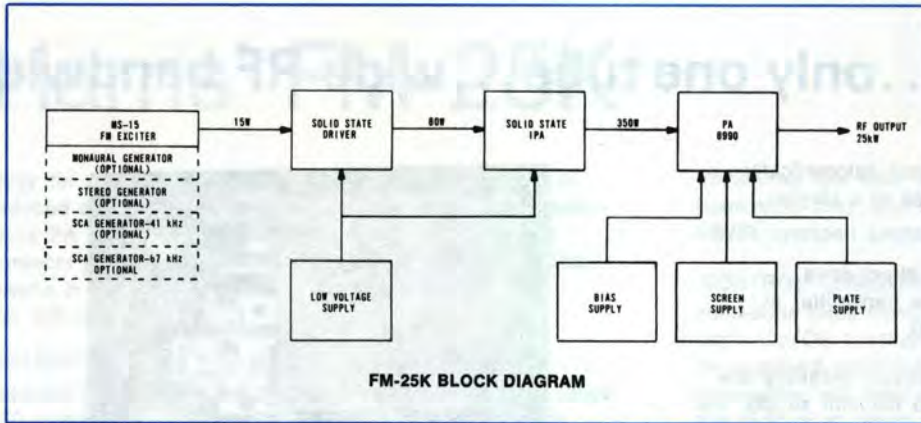 ...only one tube... wide RF bandwid
MS-15
FM EXCITER
MONAURAL GENERATOR
(OPTIONAL)
STEREO GENERATOR
(OPTIONAL)
SCA GENERATOR-41 kHz
(OPTIONAL)
SCA GENERATOR-67 kHz
OPTIONAL
15W
SOLID STATE
DRIVER
80W
SOLID STATE
IPA
350W
PA
8990
RF OUTPUT
25kW
LOW VOLTAGE
SUPPLY
BIAS
SUPPLY
SCREEN
SUPPLY
PLATE
SUPPLY
FM-25K BLOCK DIAGRAM